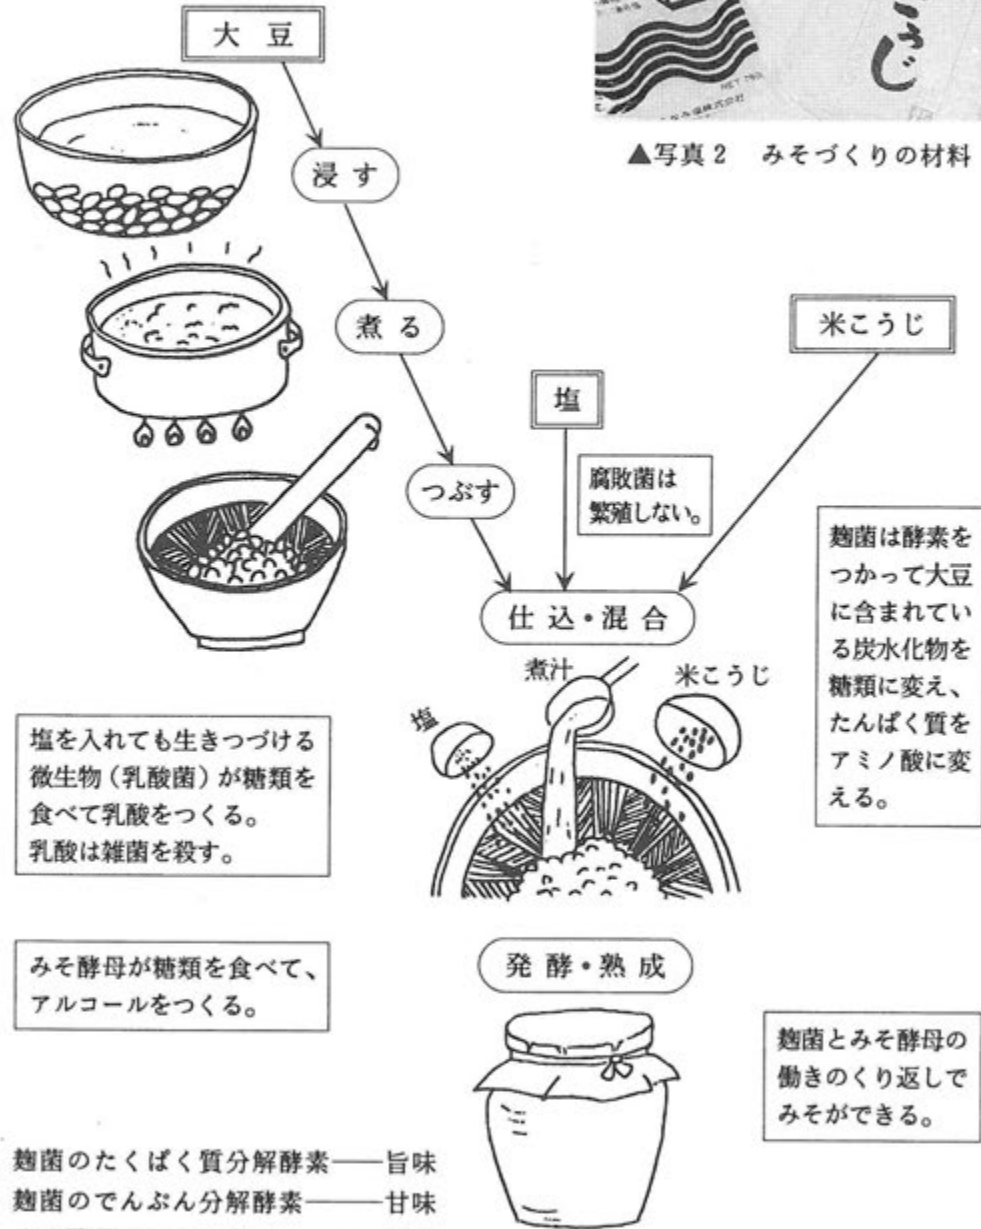 大豆
こうじ
NET 750
▲写真2 みそづくりの材料
浸す
煮る
米こうじ
塩
つぶす
腐敗菌は
繁殖しない。
麹菌は酵素を
つかって大豆
に含まれてい
る炭水化物を
糖類に変え、
たんぱく質を
アミノ酸に変
える。
仕込・混合
煮汁
米こうじ
塩
塩を入れても生きつづける
微生物(乳酸菌)が糖類を
食べて乳酸をつくる。
乳酸は雑菌を殺す。
みそ酵母が糖類を食べて、
アルコールをつくる。
発酵・熟成
麹菌とみそ酵母の
働きのくり返しで
みそができる。
麹菌のたくぱく質分解酵素――旨味
麹菌のでんぷん分解酵素――甘味